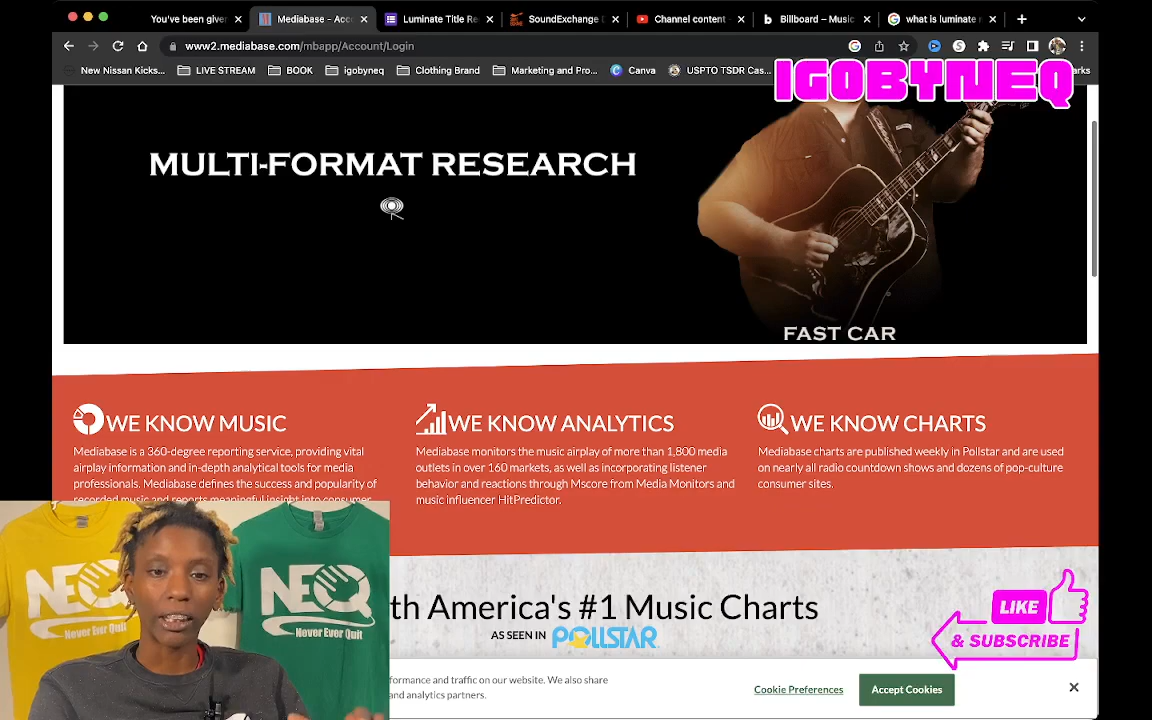 You've been given
Mediabase - Acc
Luminate Title Re
SoundExchange
Channel content
Billboard – Music
what is luminate
www2.mediabase.com/mbapp/Account/Login
New Nissan Kicks...
LIVE STREAM
BOOK
igobyneq
Clothing Brand
Marketing and Pro...
Canva
USPTO TSDR Cas...
IGOBYNEQ
MULTI-FORMAT RESEARCH
FAST CAR
WE KNOW MUSIC
Mediabase is a 360-degree reporting service, providing vital
airplay information and in-depth analytical tools for media
professionals. Mediabase defines the success and popularity of
recorded music and reports meaningful insight into consumer
WE KNOW ANALYTICS
Mediabase monitors the music airplay of more than 1,800 media
outlets in over 160 markets, as well as incorporating listener
behavior and reactions through Mscore from Media Monitors and
music influencer HitPredictor.
WE KNOW CHARTS
Mediabase charts are published weekly in Pollstar and are used
on nearly all radio countdown shows and dozens of pop-culture
consumer sites.
th America's #1 Music Charts
AS SEEN IN POLLSTAR
NEQ
Never Ever Quit
NEQ
Never Ever Quit
LIKE
& SUBSCRIBE
formance and traffic on our website. We also share
and analytics partners.
Cookie Preferences
Accept Cookies